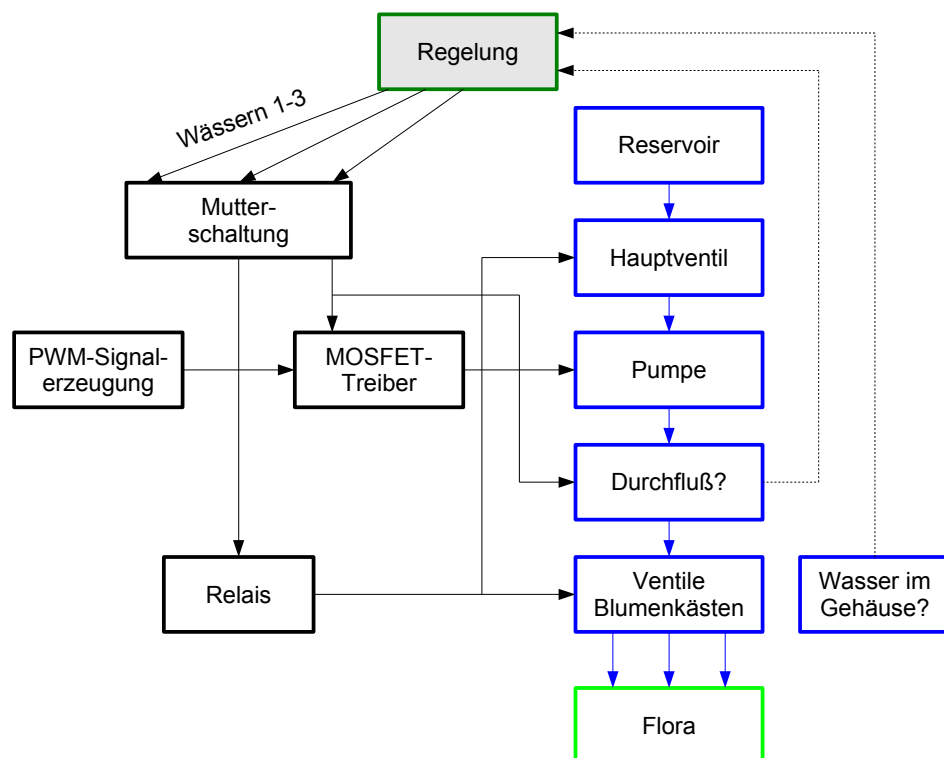 Regelung
Wässern 1-3
Reservoir
Mutter-
schaltung
Hauptventil
PWM-Signal-
erzeugung
MOSFET-
Treiber
Pumpe
Durchfluß?
Relais
Ventile
Blumenkästen
Wasser im
Gehäuse?
Flora